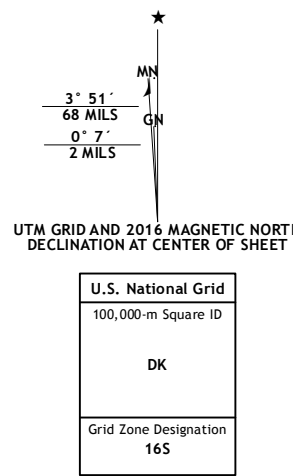 ★
MN
3° 51´
68 MILS
GN
0° 7´
2 MILS
UTM GRID AND 2016 MAGNETIC NORTH
DECLINATION AT CENTER OF SHEET
U.S. National Grid
100,000-m Square ID
DK
Grid Zone Designation
16S